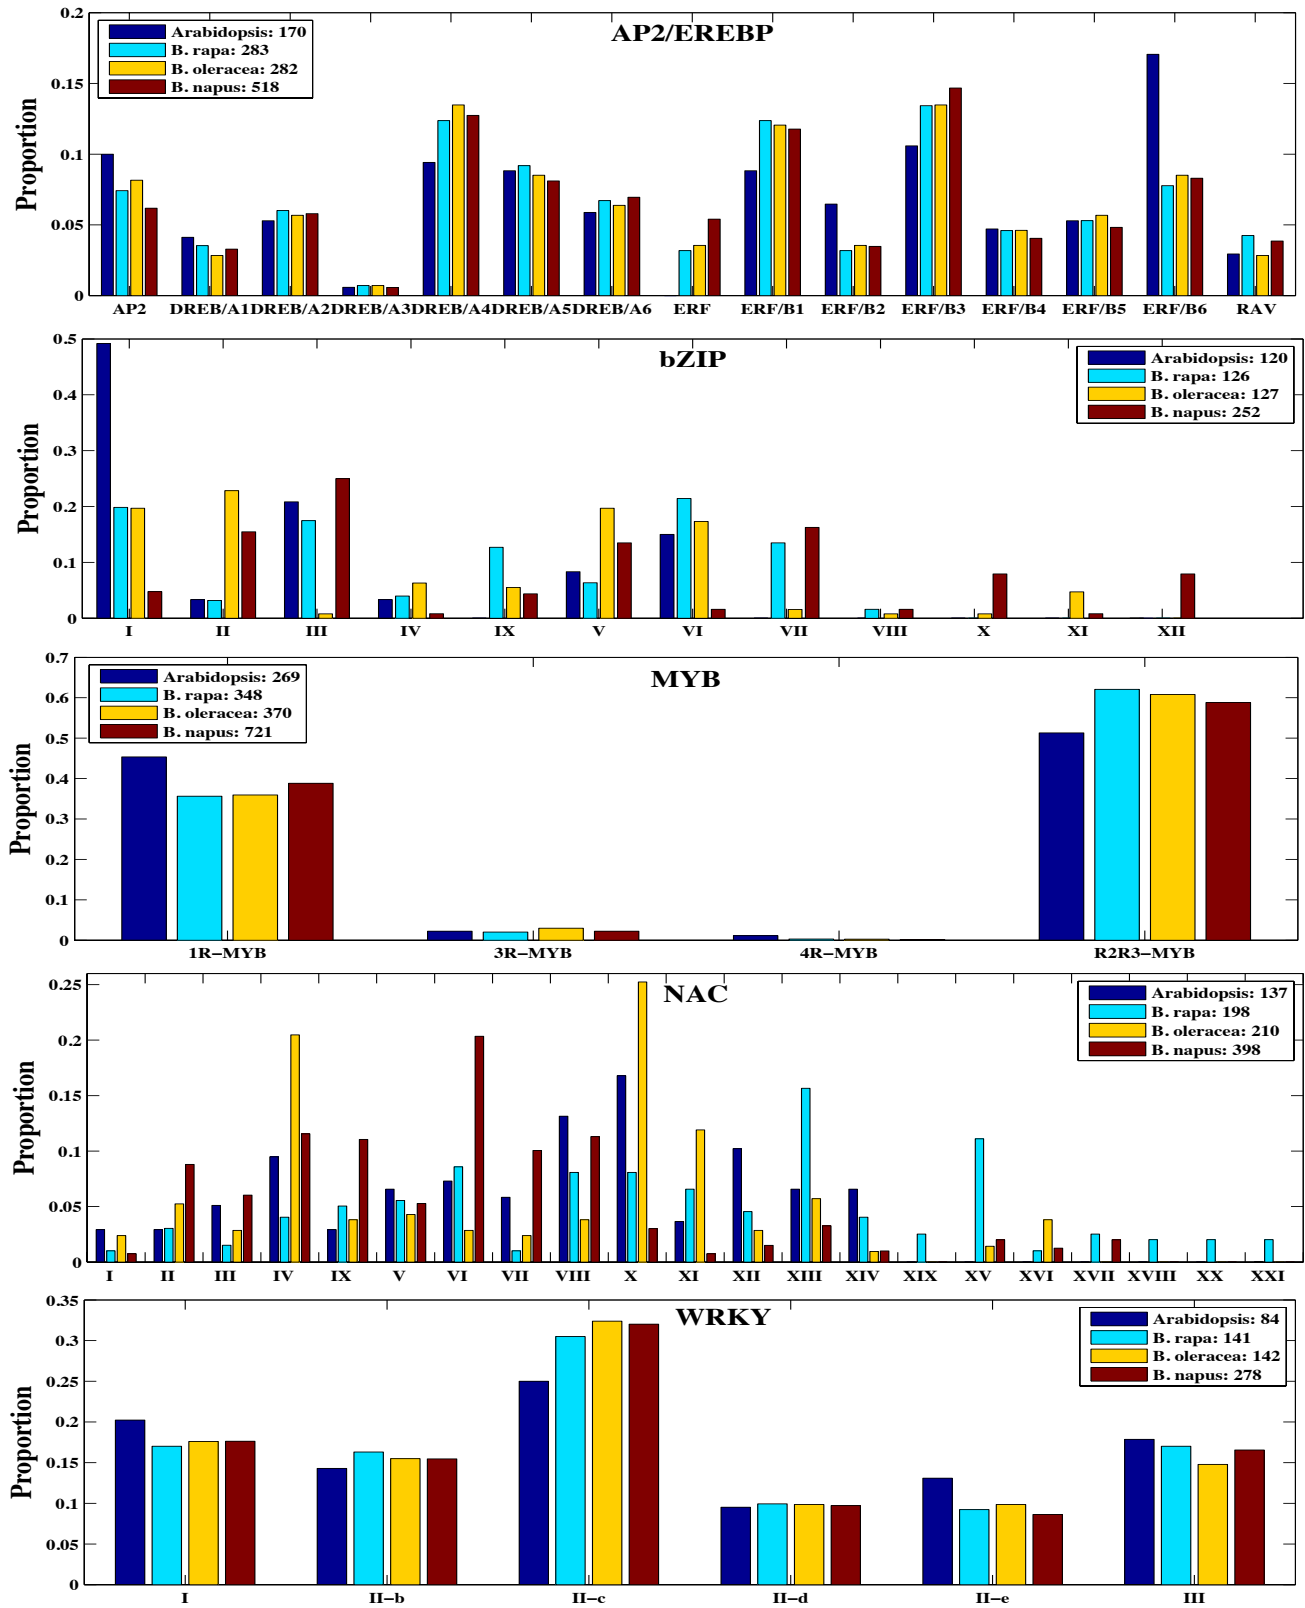 AP2/EREBP
Arabidopsis: 170
B. rapa: 283
B. oleracea: 282
B. napus: 518
Proportion
0.2
0.15
0.1
0.05
0
AP2 DREB/A1 DREB/A2 DREB/A3 DREB/A4 DREB/A5 DREB/A6 ERF ERF/B1 ERF/B2 ERF/B3 ERF/B4 ERF/B5 ERF/B6 RAV
bZIP
Arabidopsis: 120
B. rapa: 126
B. oleracea: 127
B. napus: 252
Proportion
0.5
0.4
0.3
0.2
0.1
0
I II III IV IX V VI VII VIII X XI XII
MYB
Arabidopsis: 269
B. rapa: 348
B. oleracea: 370
B. napus: 721
Proportion
0.7
0.6
0.5
0.4
0.3
0.2
0.1
0
1R−MYB 3R−MYB 4R−MYB R2R3−MYB
NAC
Arabidopsis: 137
B. rapa: 198
B. oleracea: 210
B. napus: 398
Proportion
0.25
0.2
0.15
0.1
0.05
0
I II III IV IX V VI VII VIII X XI XII XIII XIV XIX XV XVI XVII XVIII XX XXI
WRKY
Arabidopsis: 84
B. rapa: 141
B. oleracea: 142
B. napus: 278
Proportion
0.35
0.3
0.25
0.2
0.15
0.1
0.05
0
I II−b II−c II−d II−e III